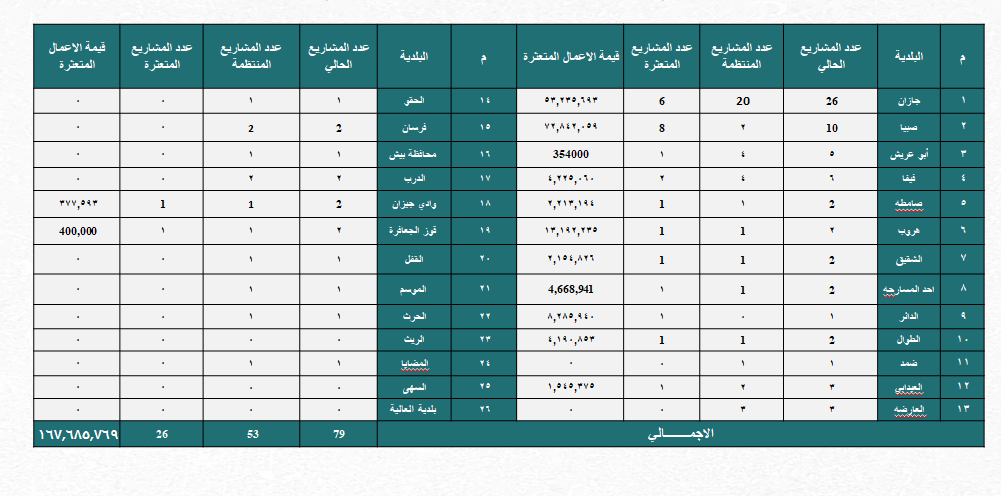 م البلدية عدد المشاريع الحالي عدد المشاريع المنتظمة عدد المشاريع المتعثرة قيمة الاعمال المتعثرة م البلدية عدد المشاريع الحالي عدد المشاريع المنتظمة عدد المشاريع المتعثرة قيمة الاعمال المتعثرة
١ جازان 26 20 6 ٥٣,٢٣٥,٦٩٣ ١٤ الحقو ١ ١ ٠ ٠
٢ صبيا 10 ٢ 8 ٧٢,٨٤٢,٠٥٩ ١٥ فرسان 2 2 ٠ ٠
٣ أبو عريش ٥ ٤ ١ 354000 ١٦ محافظة بيش ١ ١ ٠ ٠
٤ فيفا ٦ ٤ ٢ ٤,٢٢٥,٠٦٠ ١٧ الدرب ٢ ٢ ٠ ٠
٥ صامطه 2 ١ 1 ٢,٢١٣,١٩٤ ١٨ وادي جيزان 2 1 1 ٣٧٧,٥٩٣
٦ هروب ٢ 1 1 ١٣,١٩٢,٢٣٥ ١٩ قوز الجعافرة ٢ ١ ١ 400,000
٧ الشقيق 2 1 1 ٢,١٥٤,٨٢٦ ٢٠ القفل ١ ١ ٠ ٠
٨ احد المسارحه 2 1 ١ 4,668,941 ٢١ الموسم ١ ١ ٠ ٠
٩ الدائر ١ ٠ ١ ٨,٢٨٥,٩٤٠ ٢٢ الحرث ١ ١ ٠ ٠
١٠ الطوال 2 1 1 ٤,١٩٠,٨٥٣ ٢٣ الريث ٠ ٠ ٠ ٠
١١ ضمد ١ ١ ٠ ٠ ٢٤ المضايا ١ ١ ٠ ٠
١٢ العيدابي ٣ ٢ ١ ١,٥٤٥,٣٧٥ ٢٥ السهي ٠ ٠ ٠ ٠
١٣ العارضه ٣ ٣ ٠ ٠ ٢٦ بلدية العالية ٠ ٠ ٠ ٠
الاجمـــــالي 79 53 26 ١٦٧,٦٨٥,٧٦٩